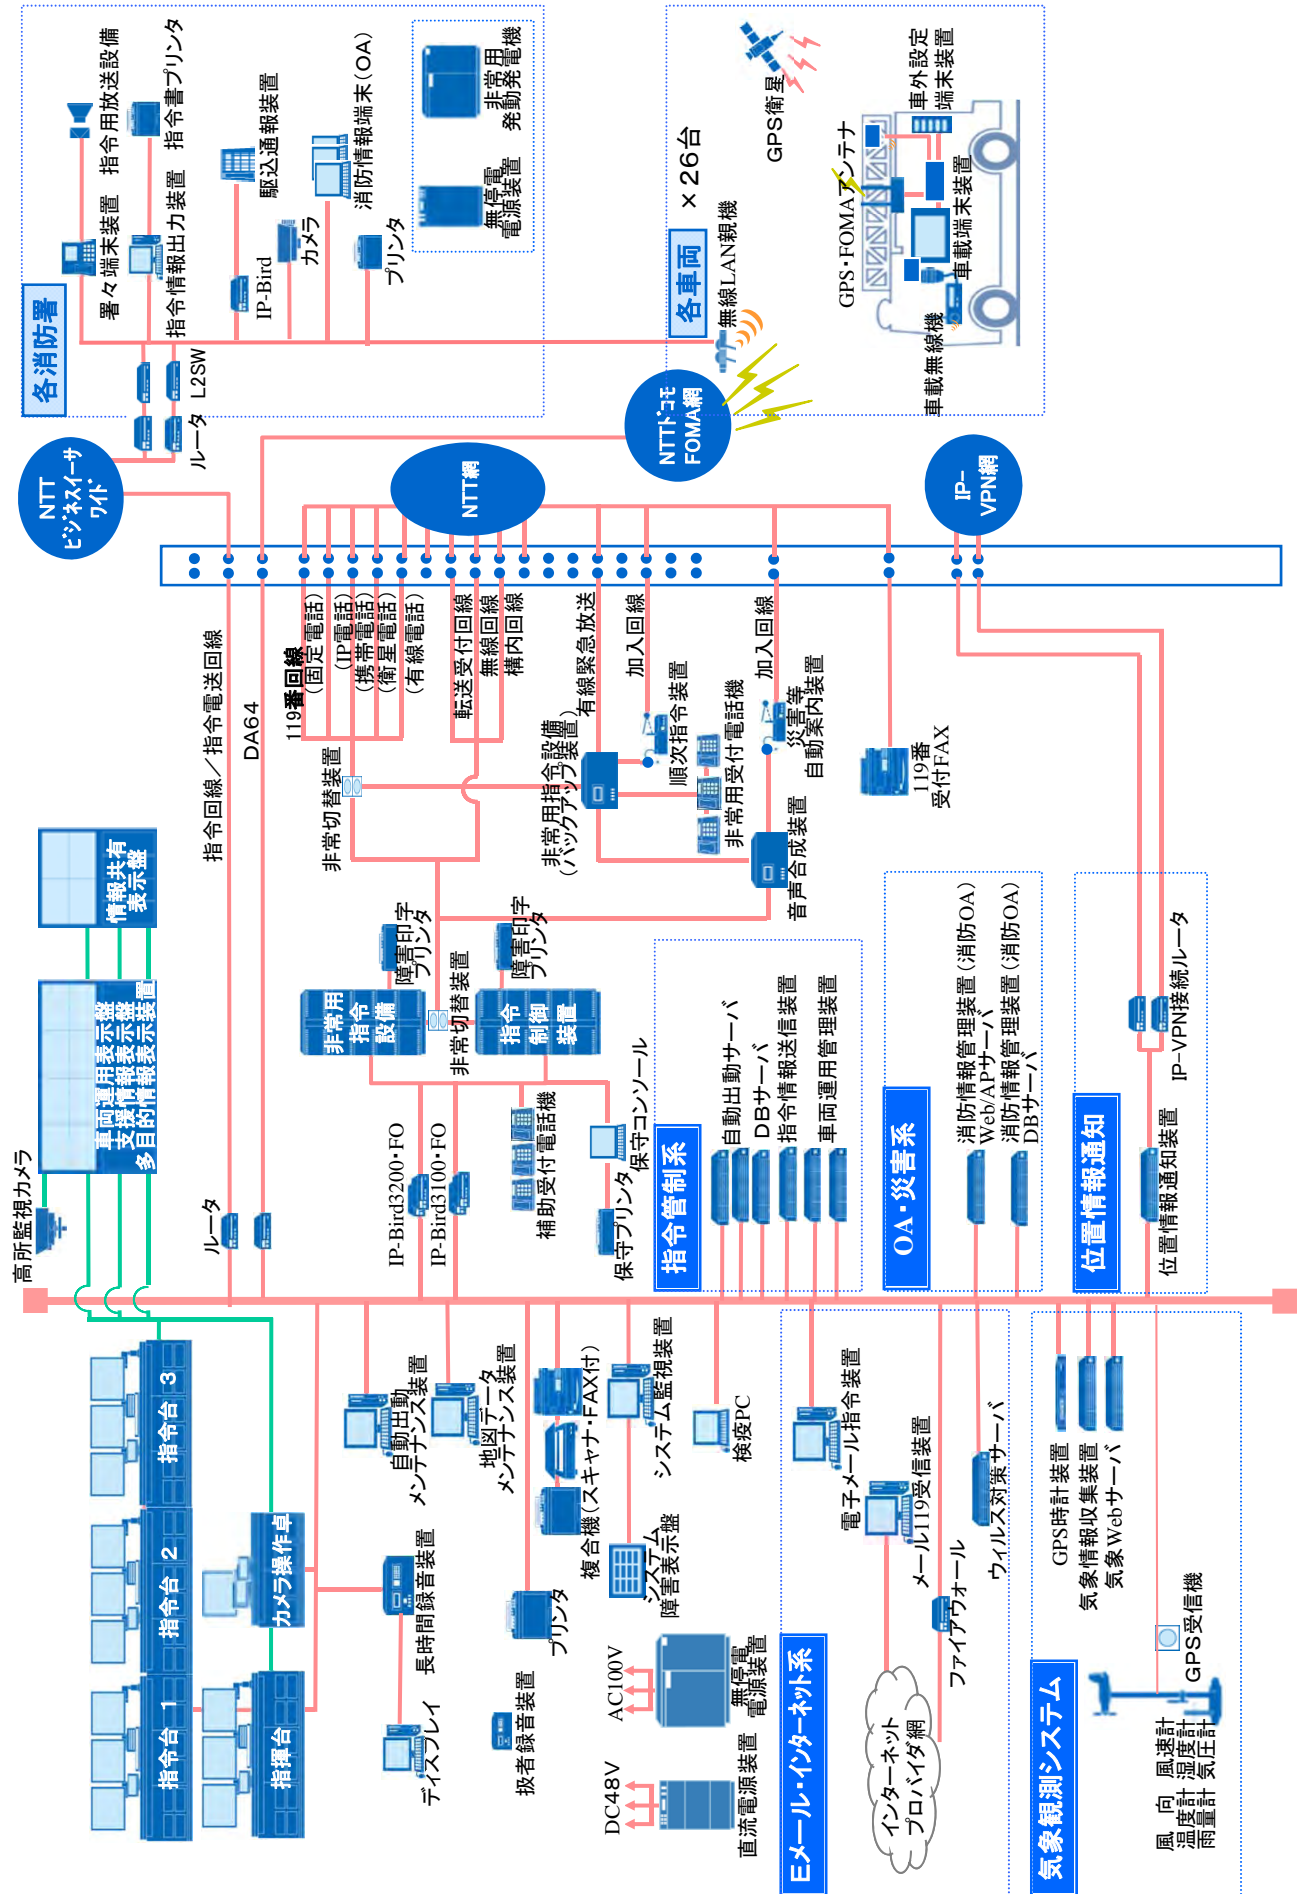 高所監視カメラ
車両運用表示盤
支援情報表示盤
多目的情報表示装置
情報共有
表示盤
指令台 1
指令台 2
指令台 3
指揮台
カメラ操作卓
ルータ
指令回線／指令電送回線
DA64
NTT
ビジネスイーサ
ワイド
ルータ
L2SW
各消防署
署々端末装置
指令用放送設備
指令情報出力装置
指令書プリンタ
IP-Bird
駆込通報装置
カメラ
消防情報端末(OA)
プリンタ
無停電
電源装置
非常用
発動発電機
ディスプレイ
長時間録音装置
自動出動
メンテナンス装置
地図データ
メンテナンス装置
扱者録音装置
プリンタ
複合機(スキャナ・FAX付)
システム
障害表示盤
システム監視装置
DC48V
直流電源装置
AC100V
無停電
電源装置
検疫PC
IP-Bird3200・FO
IP-Bird3100・FO
補助受付電話機
保守プリンタ
保守コンソール
非常用
指令
設備
障害印字
プリンタ
非常切替装置
指令
制御
装置
障害印字
プリンタ
非常切替装置
119番回線
(固定電話)
(IP電話)
(携帯電話)
(衛星電話)
(有線電話)
転送受付回線
無線回線
構内回線
NTT網
非常用指令設備
(バックアップ装置)
有線緊急放送
加入回線
順次指令装置
非常用受付電話機
音声合成装置
加入回線
災害等
自動案内装置
119番
受付FAX
NTTドコモ
FOMA網
各車両
×26台
無線LAN親機
GPS衛星
GPS・FOMAアンテナ
車外設定
端末装置
車載無線機
車載端末装置
指令管制系
自動出動サーバ
DBサーバ
指令情報送信装置
車両運用管理装置
OA・災害系
消防情報管理装置(消防OA)
Web/APサーバ
消防情報管理装置(消防OA)
DBサーバ
位置情報通知
位置情報通知装置
IP-VPN接続ルータ
IP-
VPN網
Eメール・インターネット系
電子メール指令装置
メール119受信装置
インターネット
プロバイダ網
ファイアウォール
ウィルス対策サーバ
気象観測システム
GPS時計装置
気象情報収集装置
気象Webサーバ
GPS受信機
風　向　風速計
温度計　湿度計
雨量計　気圧計